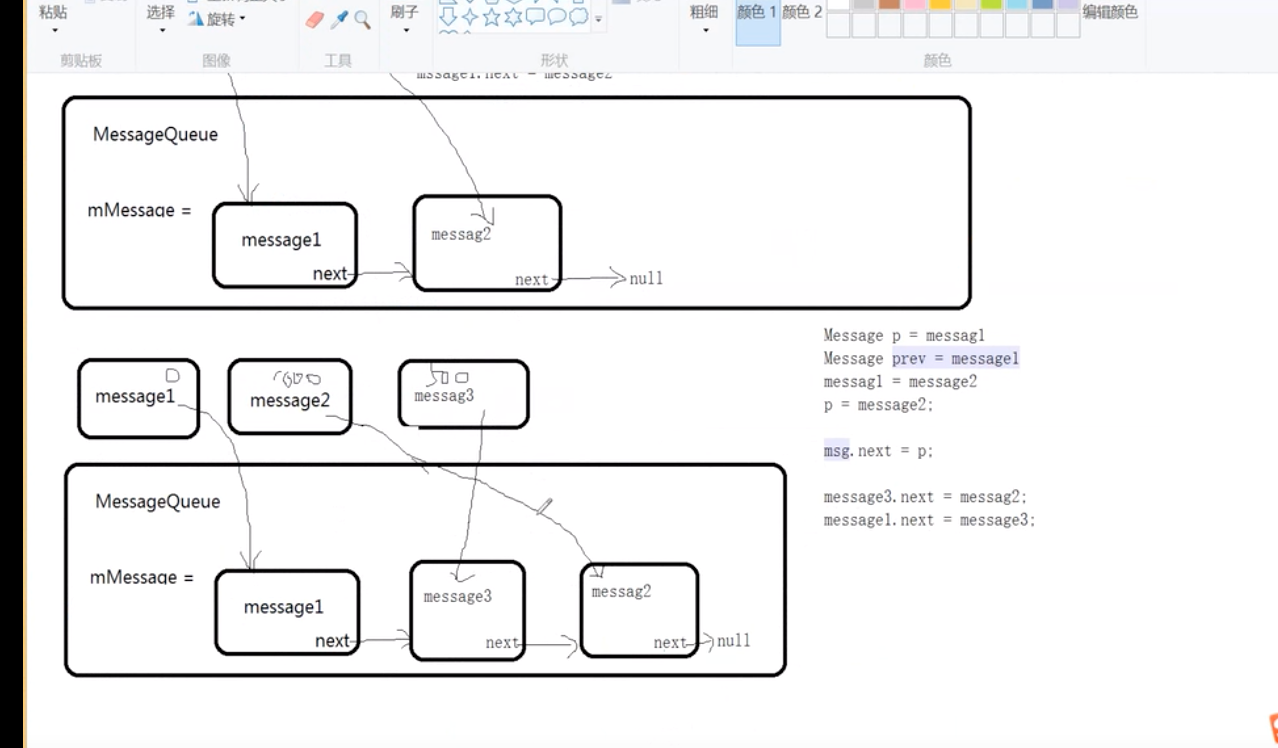 粘贴
选择
旋转
刷子
粗细
颜色 1
颜色 2
编辑颜色
剪贴板
图像
工具
形状
颜色
mssage1.next = message2
MessageQueue
mMessage =
message1
next
messag2
next
null
message1
message2
500
messag3
MessageQueue
mMessage =
message1
next
message3
next
messag2
next
null
Message p = messag1
Message prev = message1
messag1 = message2
p = message2;
msg.next = p;
message3.next = messag2;
message1.next = message3;